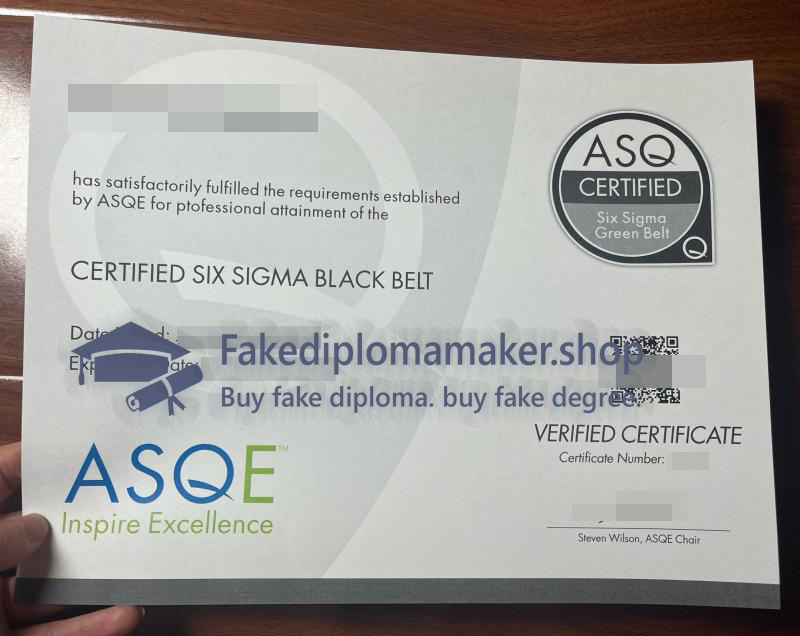 has satisfactorily fulfilled the requirements established
by ASQE for ptofessional attainment of the
CERTIFIED SIX SIGMA BLACK BELT
ASQ
CERTIFIED
Six Sigma
Green Belt
Fakediplomamaker.shop
Buy fake diploma. buy fake degree.
VERIFIED CERTIFICATE
Certificate Number:
ASQE™
Inspire Excellence
Steven Wilson, ASQE Chair